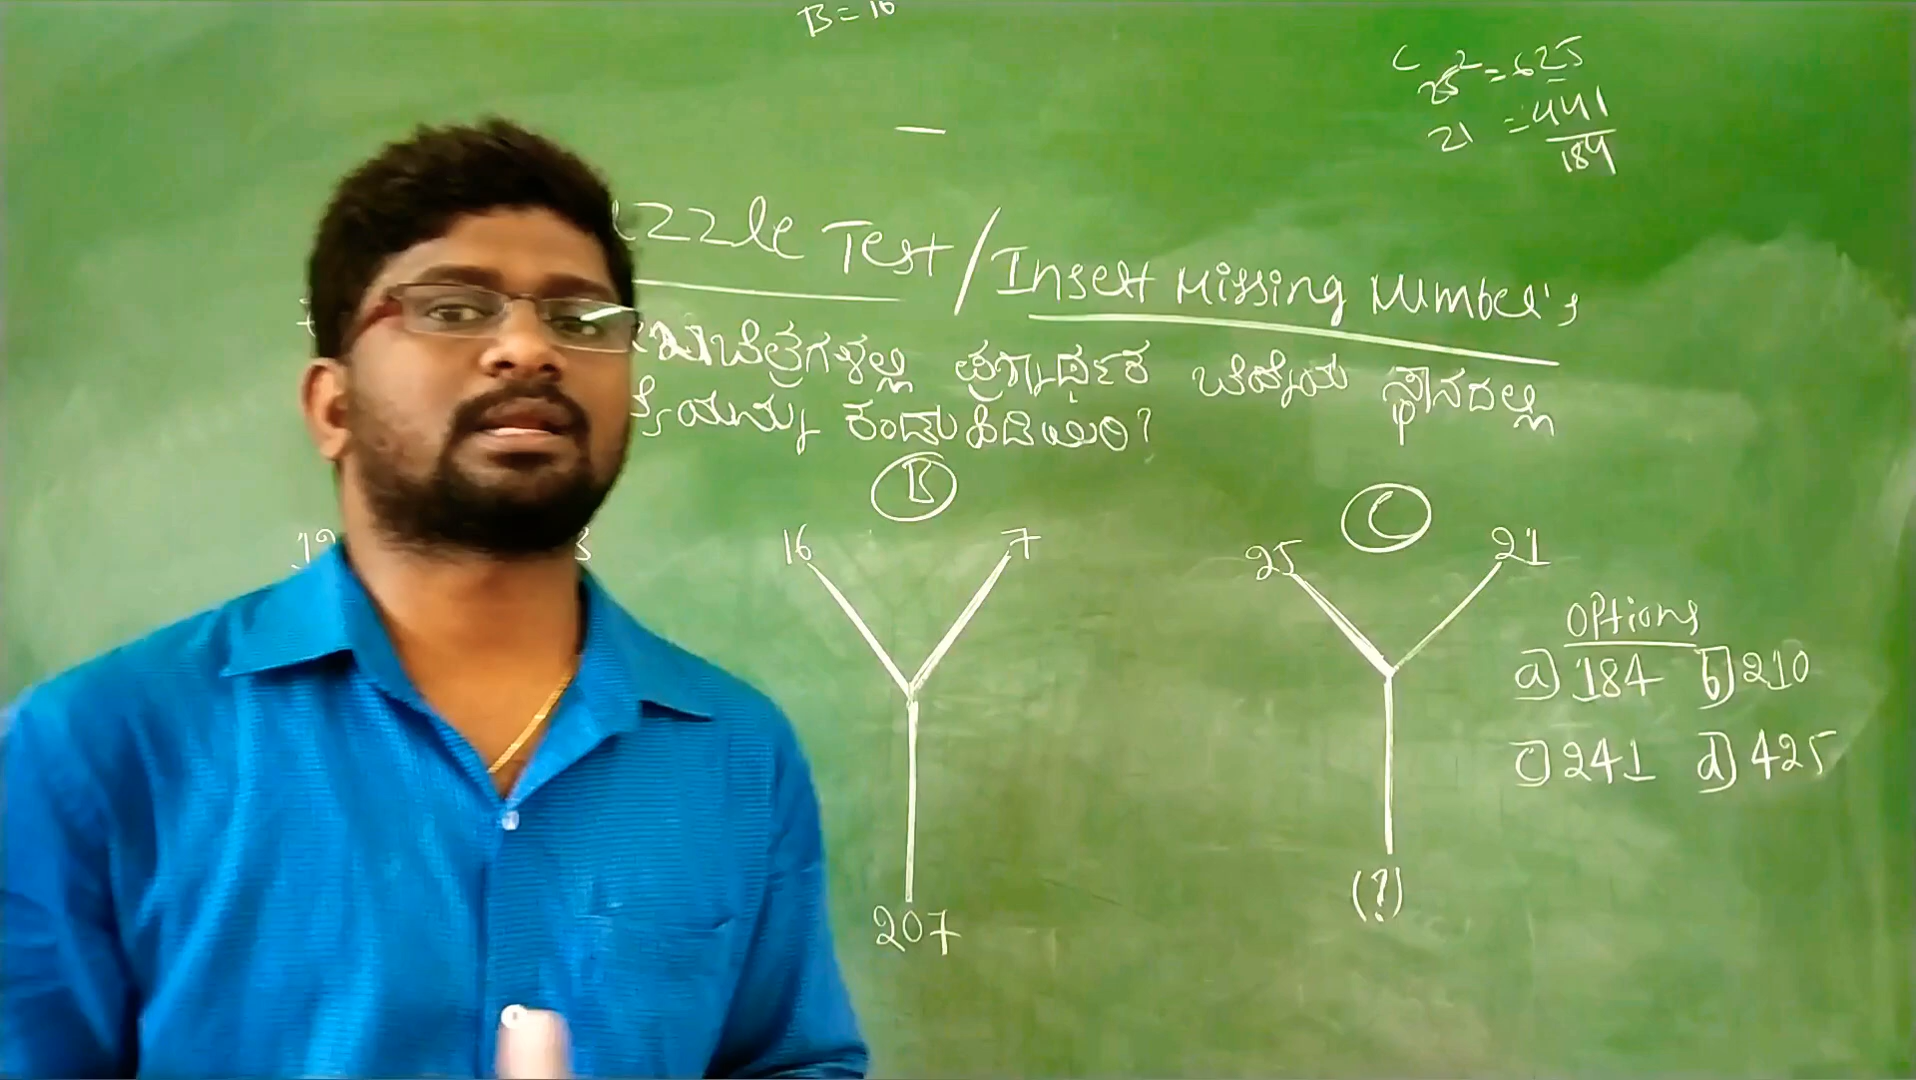 B = 16
25² = 625
21 = 441
184
zzle Test / Insert Missing Number's
ಪ್ರಶ್ನಾರ್ಥಕ ಚಿಹ್ನೆಯ ಸ್ಥಾನದಲ್ಲಿ
ಕಂಡುಹಿಡಿಯಿರಿ?
B
C
16 7
25 21
Options
a) 184 b) 210
c) 241 d) 425
(?)
207